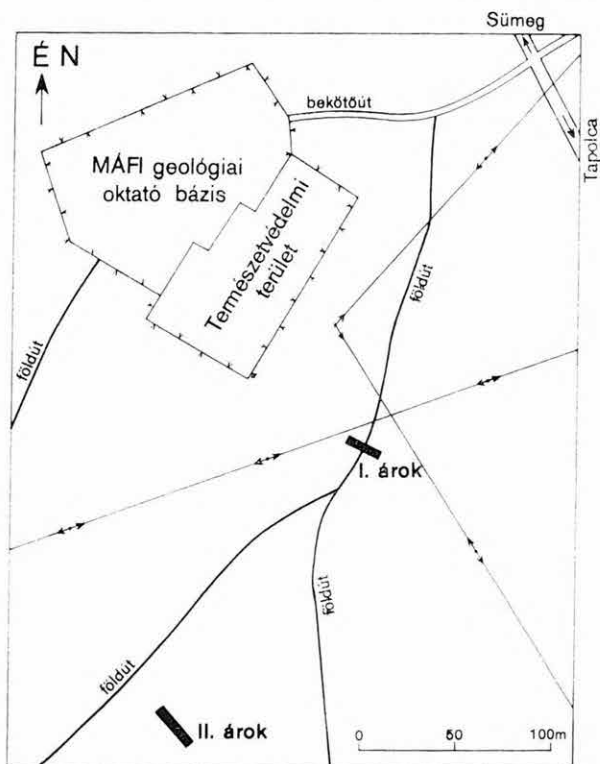 Sümeg
É N
bekötőút
Tapolca
MÁFI geológiai
oktató bázis
Természetvédelmi
terület
földút
földút
I. árok
földút
földút
II. árok
0 50 100m